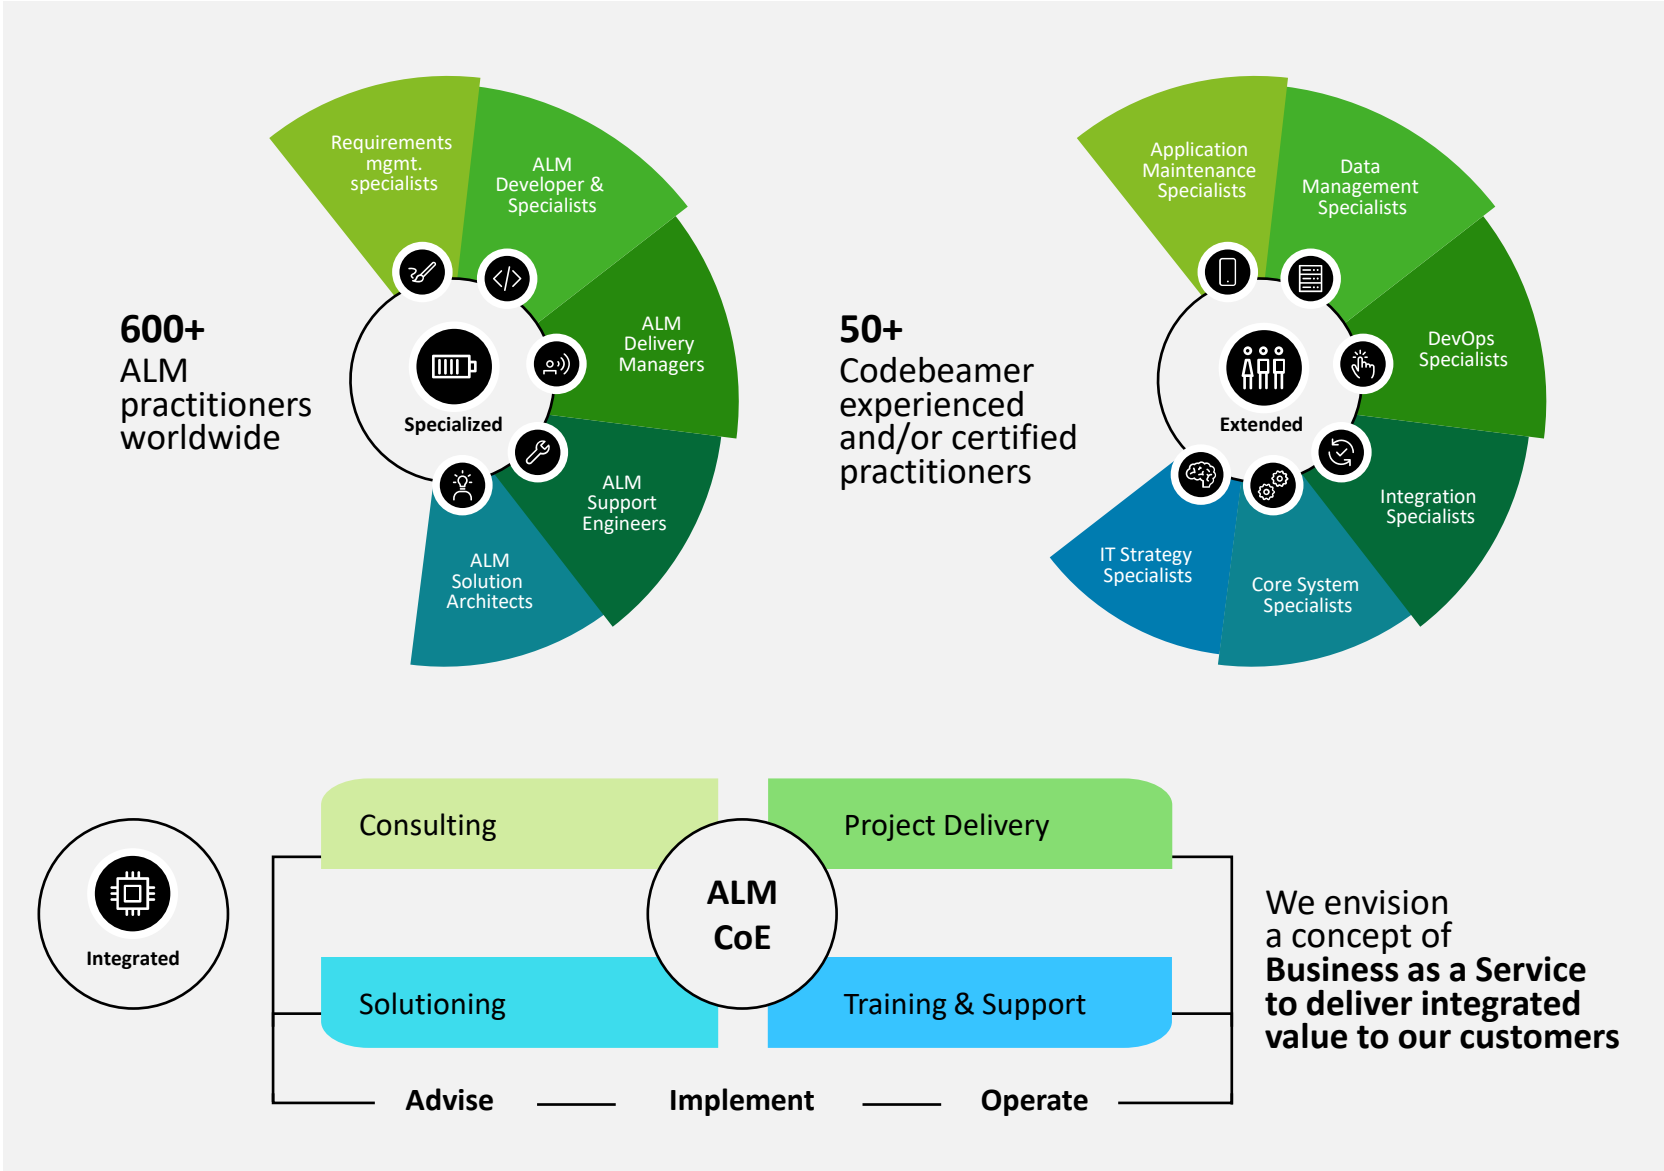 Requirements
mgmt.
specialists
ALM
Developer &
Specialists
ALM
Delivery
Managers
ALM
Support
Engineers
ALM
Solution
Architects
600+
ALM
practitioners
worldwide
Specialized
Application
Maintenance
Specialists
Data
Management
Specialists
DevOps
Specialists
Integration
Specialists
Core System
Specialists
IT Strategy
Specialists
50+
Codebeamer
experienced
and/or certified
practitioners
Extended
Integrated
Consulting
Project Delivery
ALM
CoE
Solutioning
Training & Support
Advise
Implement
Operate
We envision
a concept of
Business as a Service
to deliver integrated
value to our customers